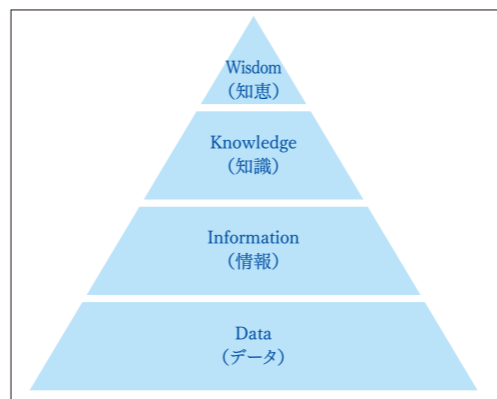 Wisdom
（知恵）
Knowledge
（知識）
Information
（情報）
Data
（データ）